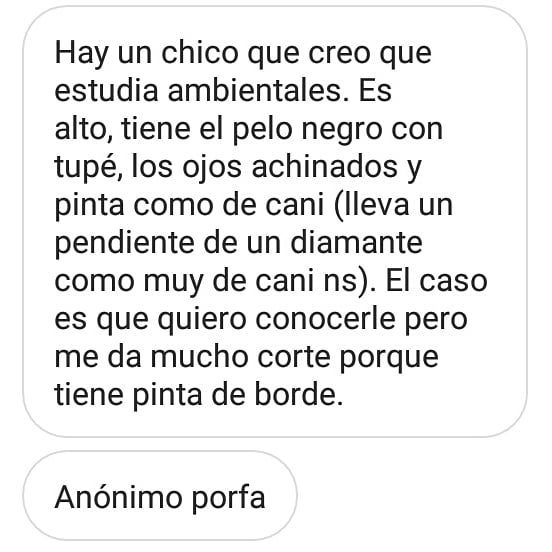 Hay un chico que creo que
estudia ambientales. Es
alto, tiene el pelo negro con
tupé, los ojos achinados y
pinta como de cani (lleva un
pendiente de un diamante
como muy de cani ns). El caso
es que quiero conocerle pero
me da mucho corte porque
tiene pinta de borde.
Anónimo porfa